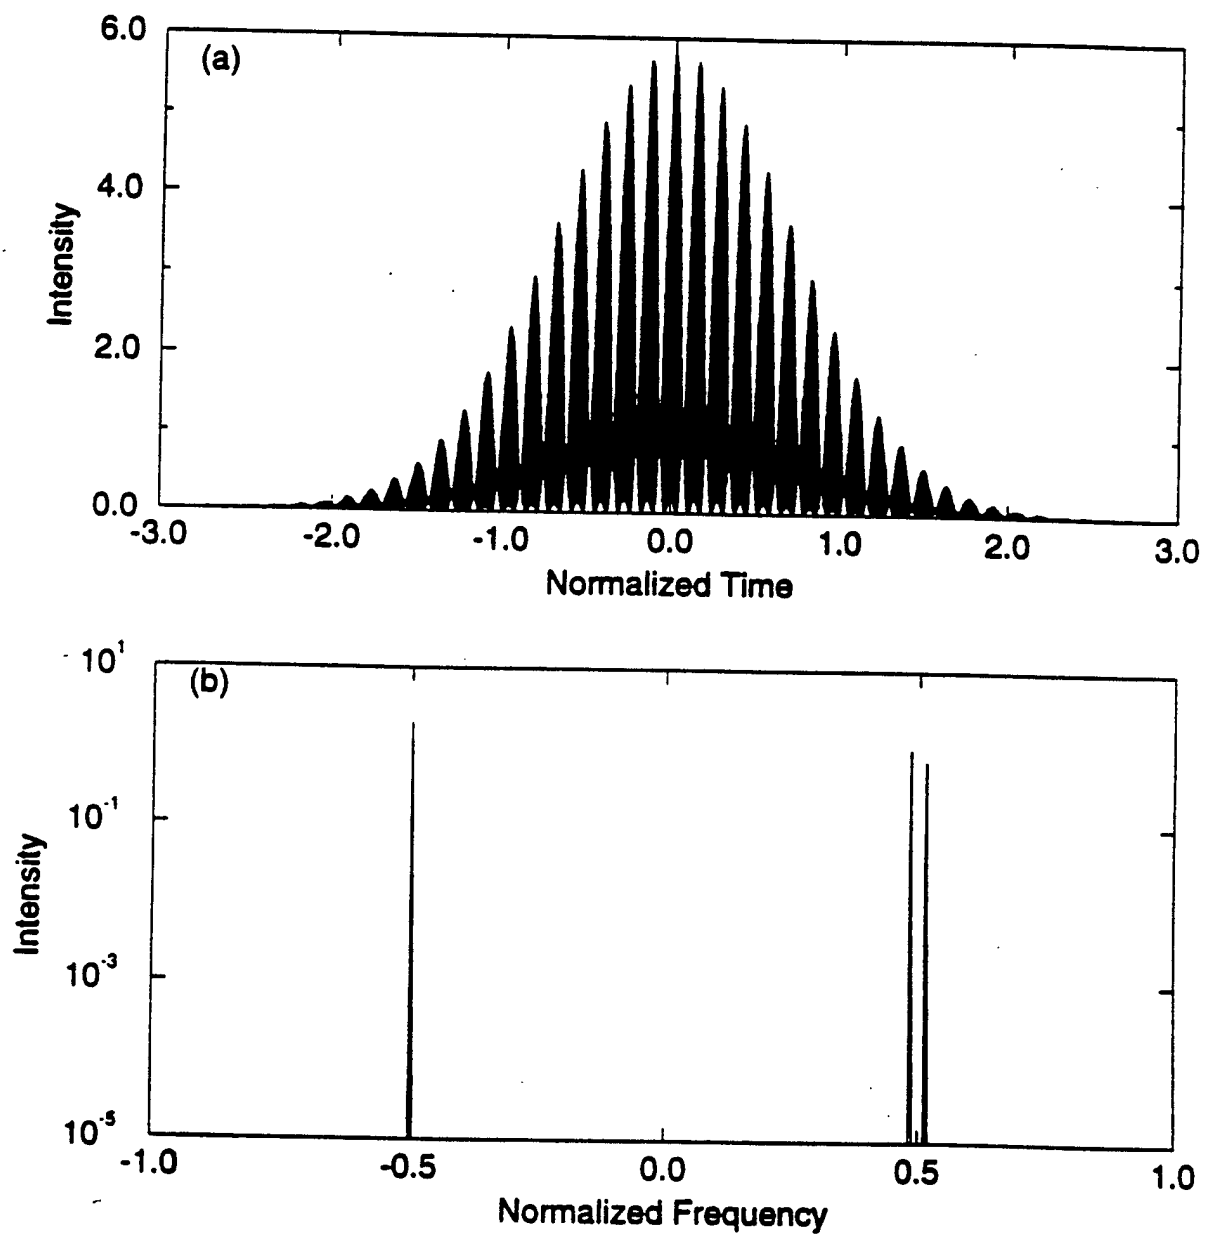 6.0
(a)
4.0
Intensity
2.0
0.0
-3.0 -2.0 -1.0 0.0 1.0 2.0 3.0
Normalized Time
10¹
(b)
10⁻¹
Intensity
10⁻³
10⁻⁵
-1.0 -0.5 0.0 0.5 1.0
Normalized Frequency